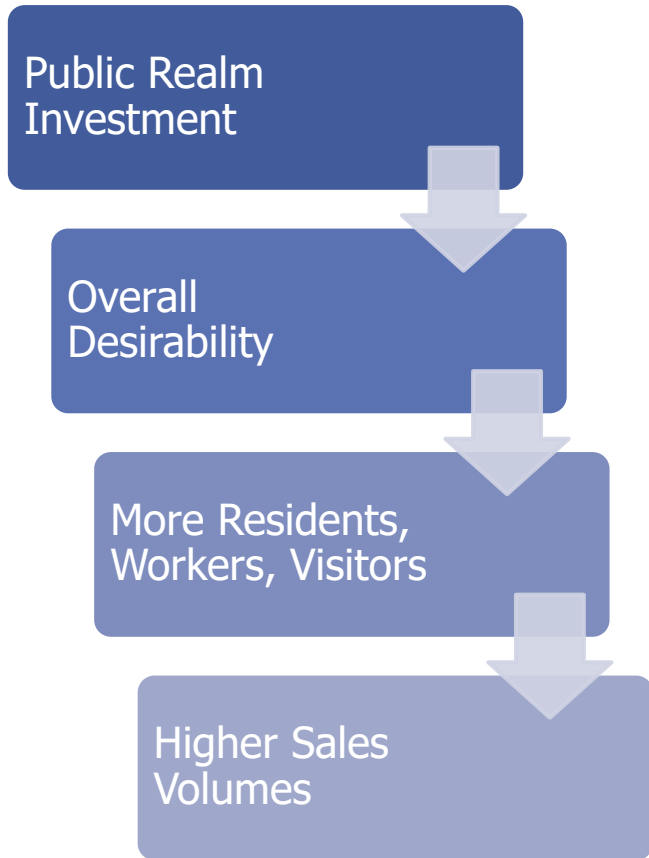 Public Realm
Investment
Overall
Desirability
More Residents,
Workers, Visitors
Higher Sales
Volumes